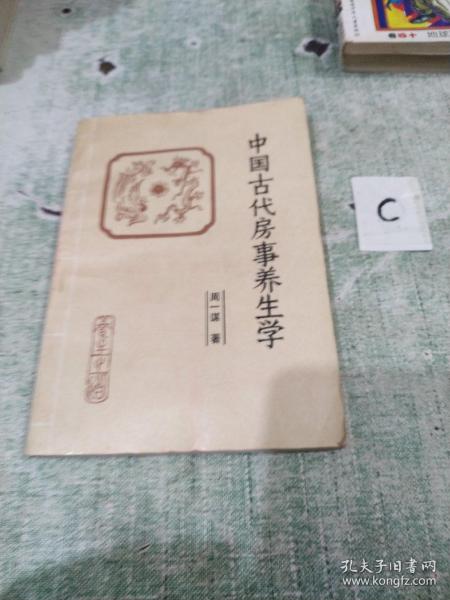 中国古代房事养生学
周一谋 著
C
孔夫子旧书网
www.kongfz.com